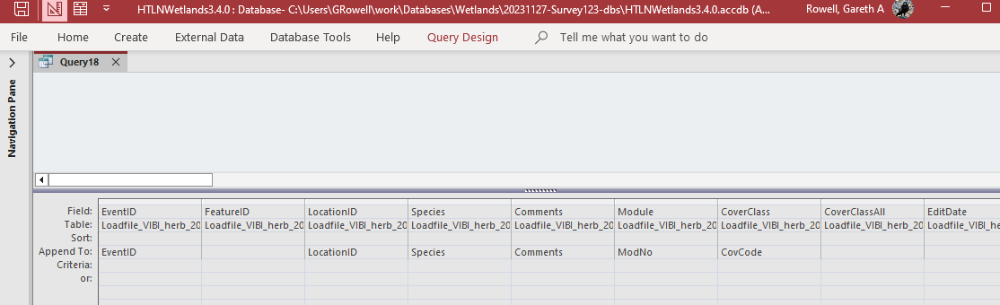 HTLNWetlands3.4.0 : Database- C:\Users\GRowell\work\Databases\Wetlands\20231127-Survey123-dbs\HTLNWetlands3.4.0.accdb (A... Rowell, Gareth A
File Home Create External Data Database Tools Help Query Design Tell me what you want to do
Query18
Navigation Pane
Field: EventID FeatureID LocationID Species Comments Module CoverClass CoverClassAll EditDate
Table: Loadfile_VIBI_herb_20 Loadfile_VIBI_herb_20 Loadfile_VIBI_herb_20 Loadfile_VIBI_herb_20 Loadfile_VIBI_herb_20 Loadfile_VIBI_herb_20 Loadfile_VIBI_herb_20 Loadfile_VIBI_herb_20 Loadfile_VIBI_herb
Sort:
Append To: EventID LocationID Species Comments ModNo CovCode
Criteria:
or: